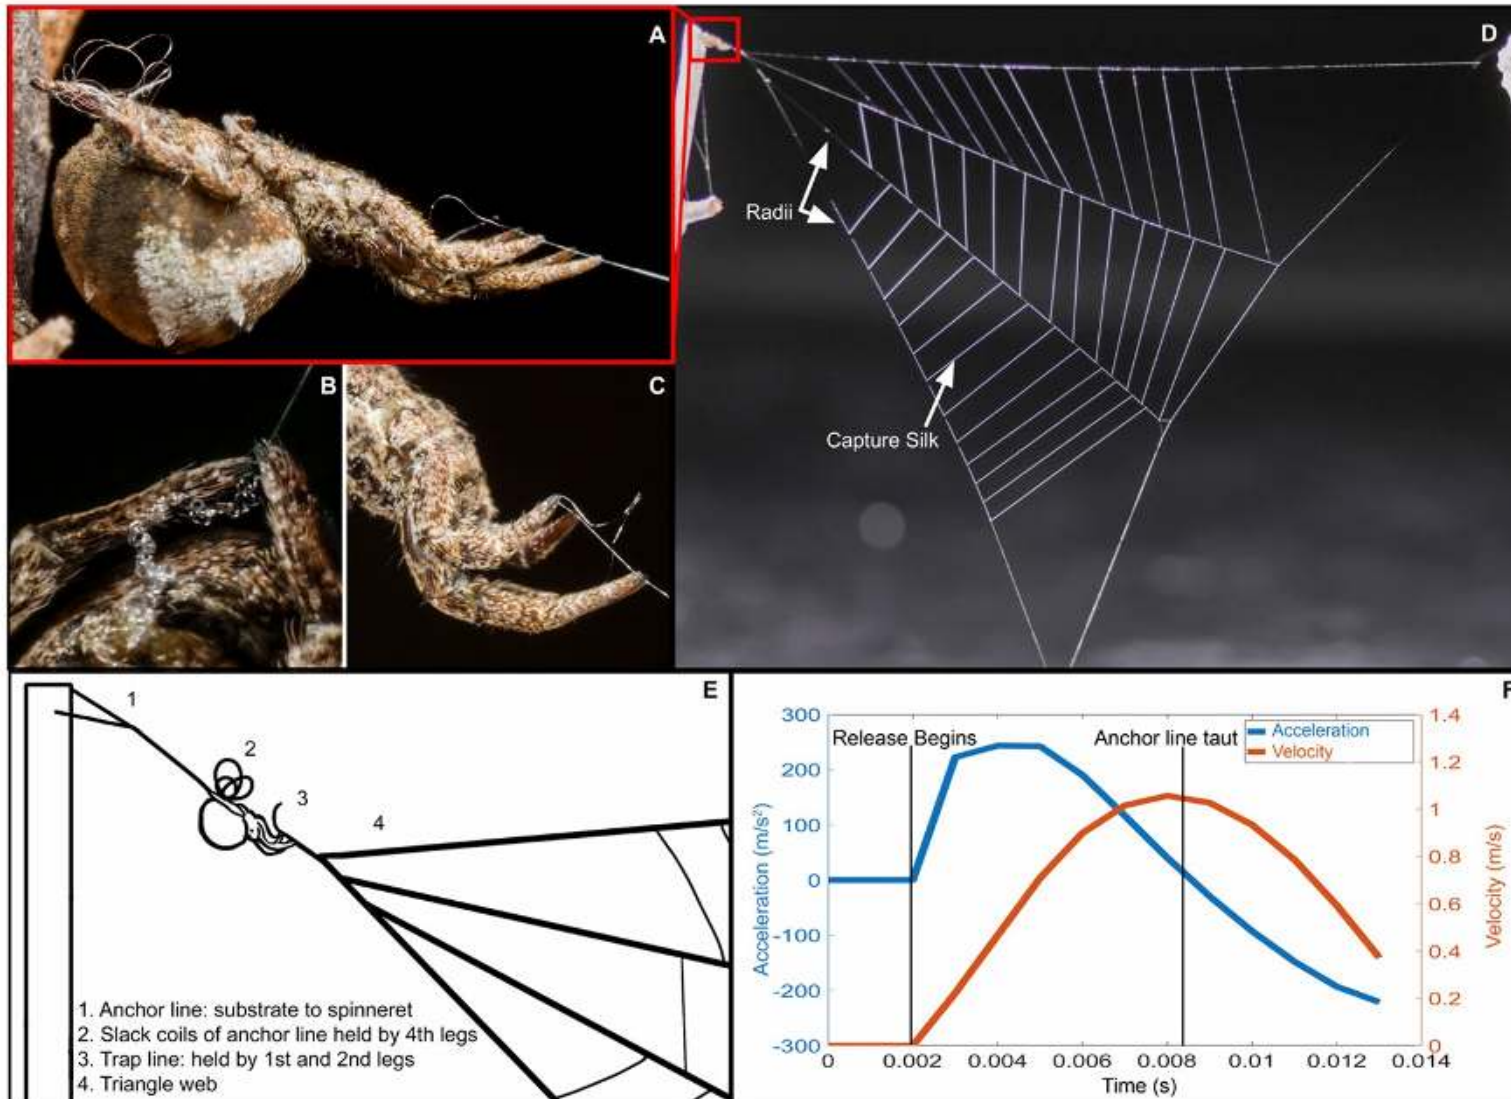 A
B
C
D
Radii
Capture Silk
E
1
2
3
4
1. Anchor line: substrate to spinneret
2. Slack coils of anchor line held by 4th legs
3. Trap line: held by 1st and 2nd legs
4. Triangle web
F
Release Begins
Anchor line taut
Acceleration
Velocity
300
200
100
0
-100
-200
-300
Acceleration (m/s²)
1.4
1.2
1
0.8
0.6
0.4
0.2
0
Velocity (m/s)
0 0.002 0.004 0.006 0.008 0.01 0.012 0.014
Time (s)